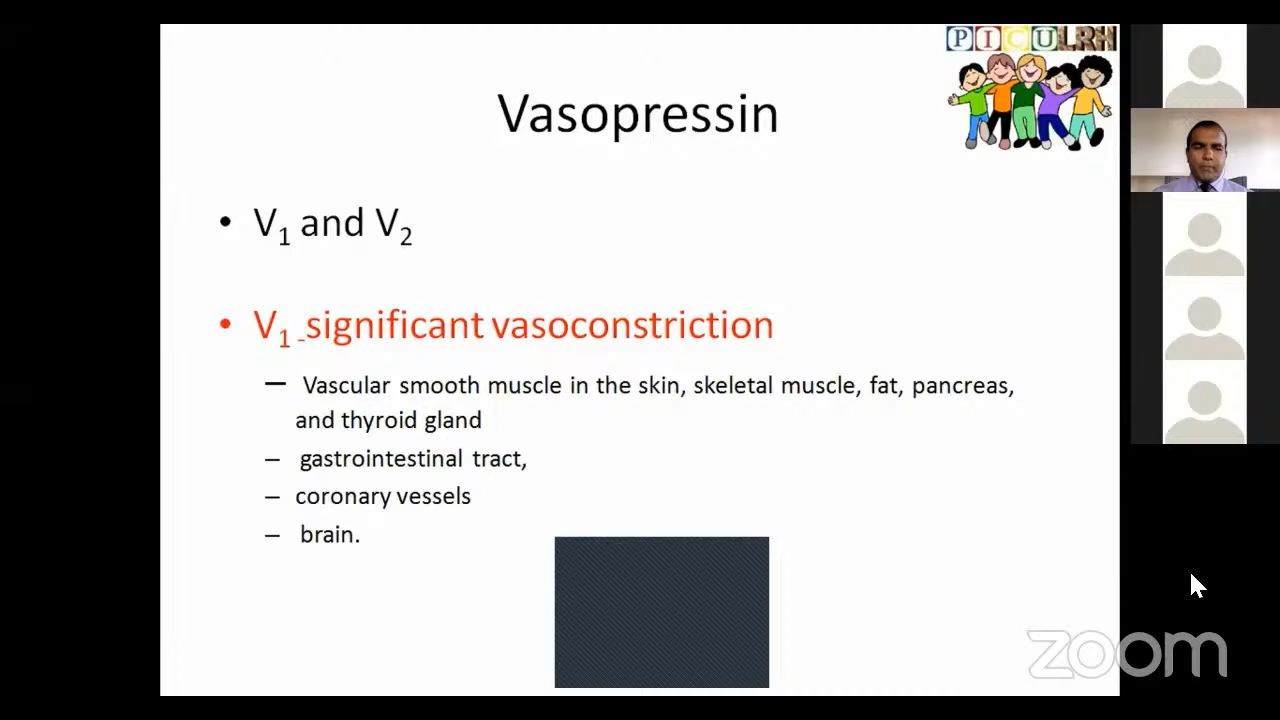 PICULRH
Vasopressin
• V₁ and V₂
• V₁ -significant vasoconstriction
– Vascular smooth muscle in the skin, skeletal muscle, fat, pancreas,
and thyroid gland
– gastrointestinal tract,
– coronary vessels
– brain.
zoom